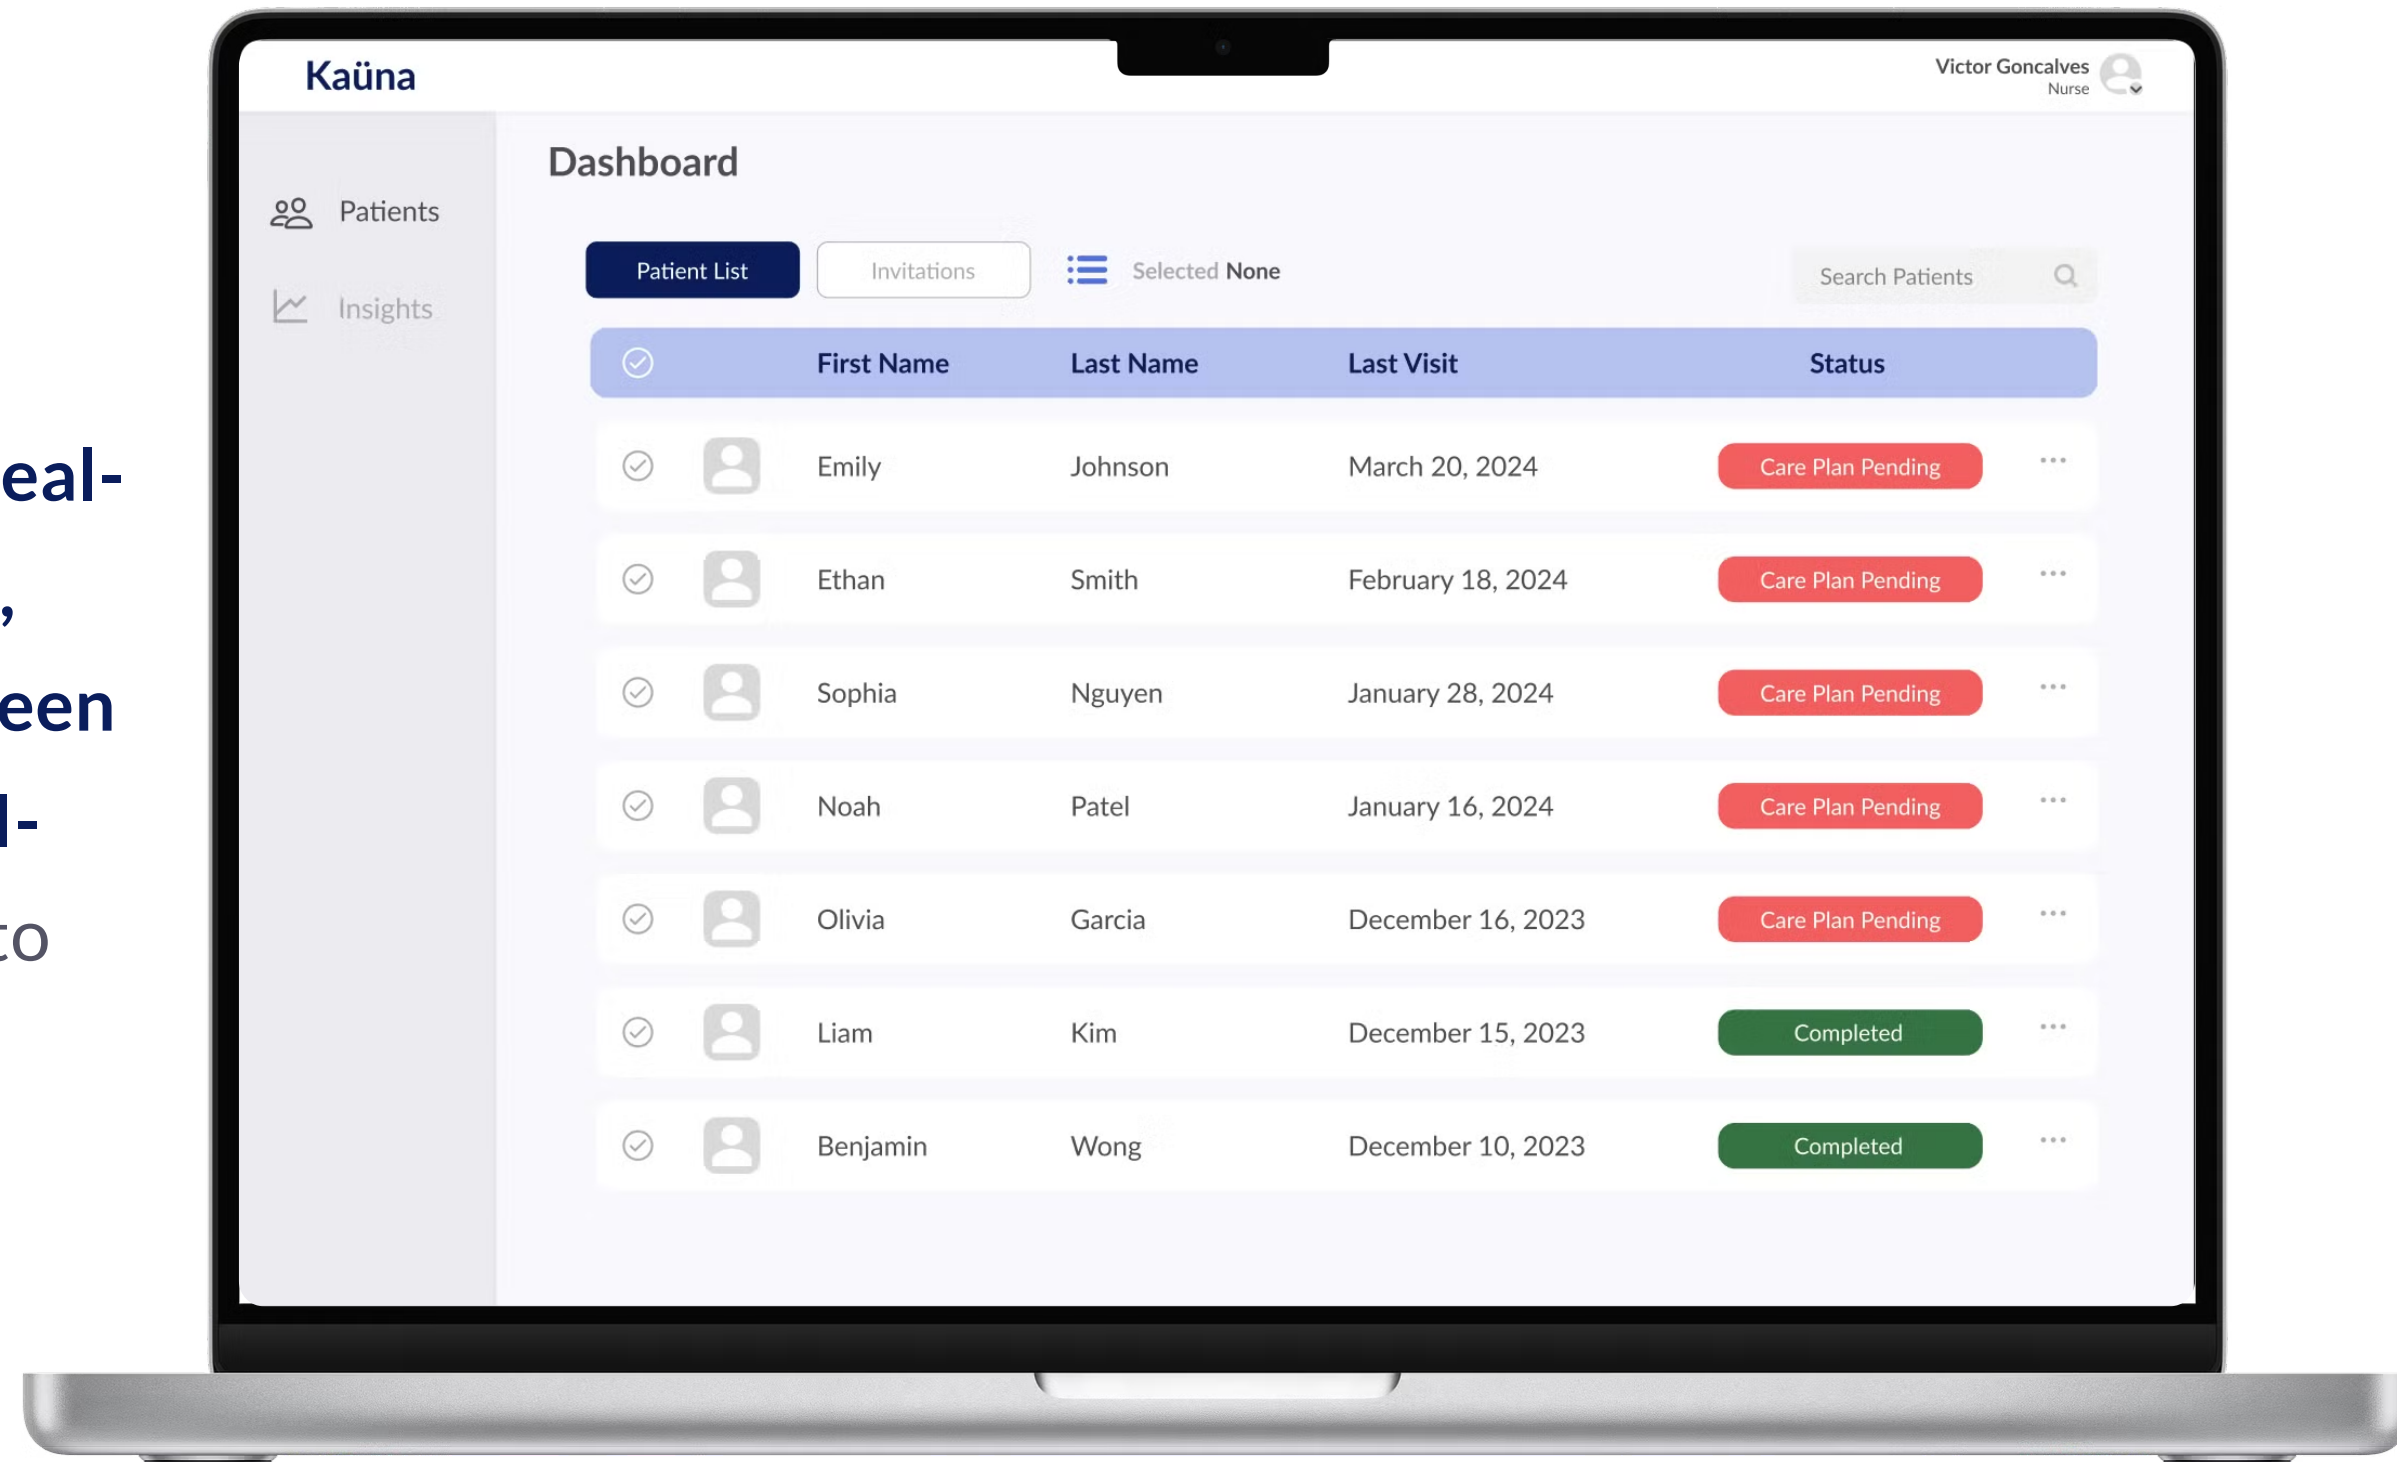 Kaüna
Victor Goncalves
Nurse
Patients
Insights
Dashboard
Patient List
Invitations
Selected None
Search Patients
First Name Last Name Last Visit Status
Emily Johnson March 20, 2024 Care Plan Pending
Ethan Smith February 18, 2024 Care Plan Pending
Sophia Nguyen January 28, 2024 Care Plan Pending
Noah Patel January 16, 2024 Care Plan Pending
Olivia Garcia December 16, 2023 Care Plan Pending
Liam Kim December 15, 2023 Completed
Benjamin Wong December 10, 2023 Completed
eal-
,
een
l-
to